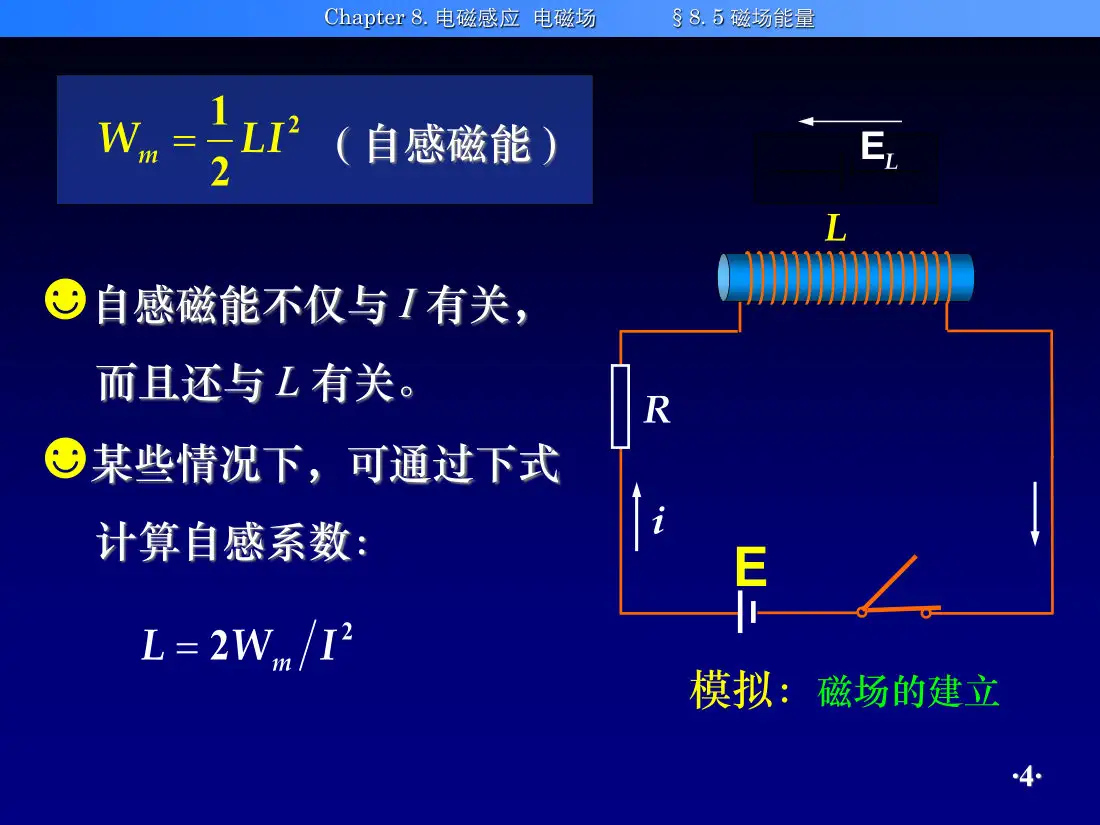 Chapter 8. 电磁感应 电磁场 §8. 5 磁场能量
W_m = 1/2 LI² (自感磁能)
E_L
L
自感磁能不仅与 I 有关，
而且还与 L 有关。
R
某些情况下，可通过下式
i
计算自感系数：
E
L = 2W_m/I²
模拟：磁场的建立
·4·